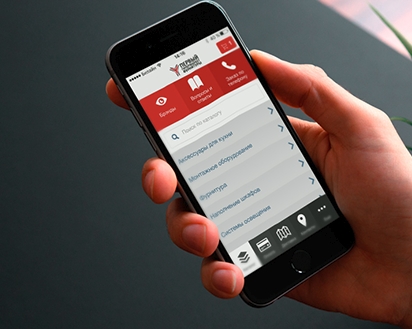 14:16
ПЕРВЫЙ
Бренды
Вопросы и
ответы
Заказ по
телефону
Поиск по каталогу
Аксессуары для кухни
Монтажное оборудование
Фурнитура
Наполнение шкафов
Системы освещения